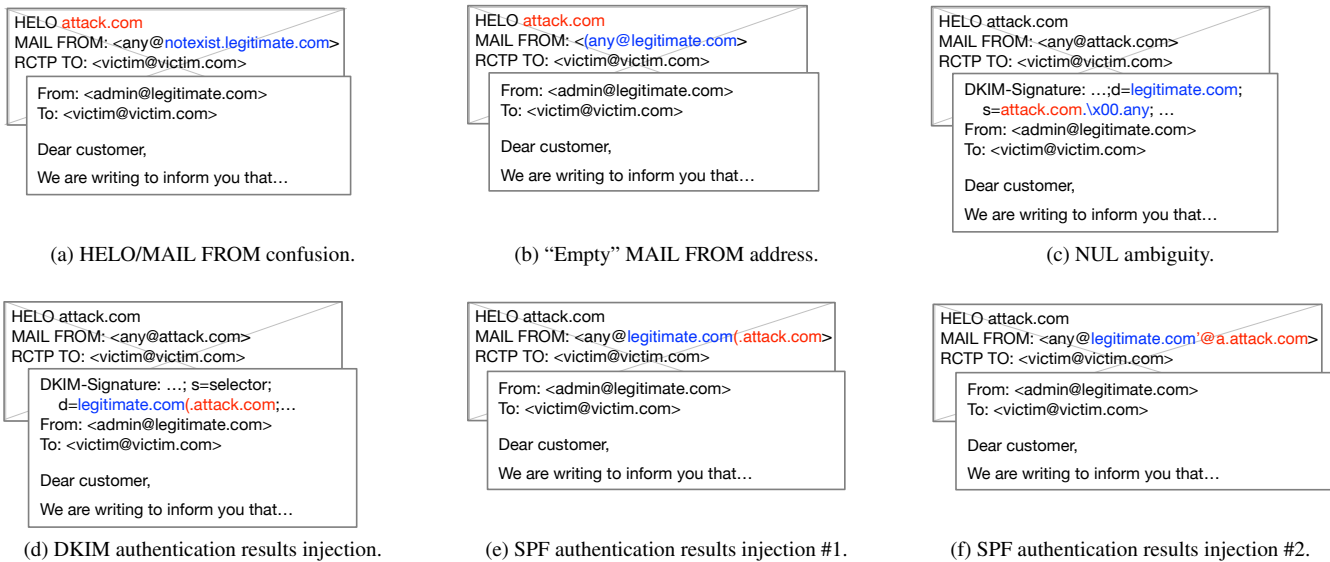 HELO attack.com
MAIL FROM: <any@notexist.legitimate.com>
RCTP TO: <victim@victim.com>
From: <admin@legitimate.com>
To: <victim@victim.com>
Dear customer,
We are writing to inform you that…
(a) HELO/MAIL FROM confusion.
HELO attack.com
MAIL FROM: <(any@legitimate.com>
RCTP TO: <victim@victim.com>
From: <admin@legitimate.com>
To: <victim@victim.com>
Dear customer,
We are writing to inform you that…
(b) “Empty” MAIL FROM address.
HELO attack.com
MAIL FROM: <any@attack.com>
RCTP TO: <victim@victim.com>
DKIM-Signature: …;d=legitimate.com;
s=attack.com.\x00.any; …
From: <admin@legitimate.com>
To: <victim@victim.com>
Dear customer,
We are writing to inform you that…
(c) NUL ambiguity.
HELO attack.com
MAIL FROM: <any@attack.com>
RCTP TO: <victim@victim.com>
DKIM-Signature: …; s=selector;
d=legitimate.com(.attack.com;…
From: <admin@legitimate.com>
To: <victim@victim.com>
Dear customer,
We are writing to inform you that…
(d) DKIM authentication results injection.
HELO attack.com
MAIL FROM: <any@legitimate.com(.attack.com>
RCTP TO: <victim@victim.com>
From: <admin@legitimate.com>
To: <victim@victim.com>
Dear customer,
We are writing to inform you that…
(e) SPF authentication results injection #1.
HELO attack.com
MAIL FROM: <any@legitimate.com’@a.attack.com>
RCTP TO: <victim@victim.com>
From: <admin@legitimate.com>
To: <victim@victim.com>
Dear customer,
We are writing to inform you that…
(f) SPF authentication results injection #2.